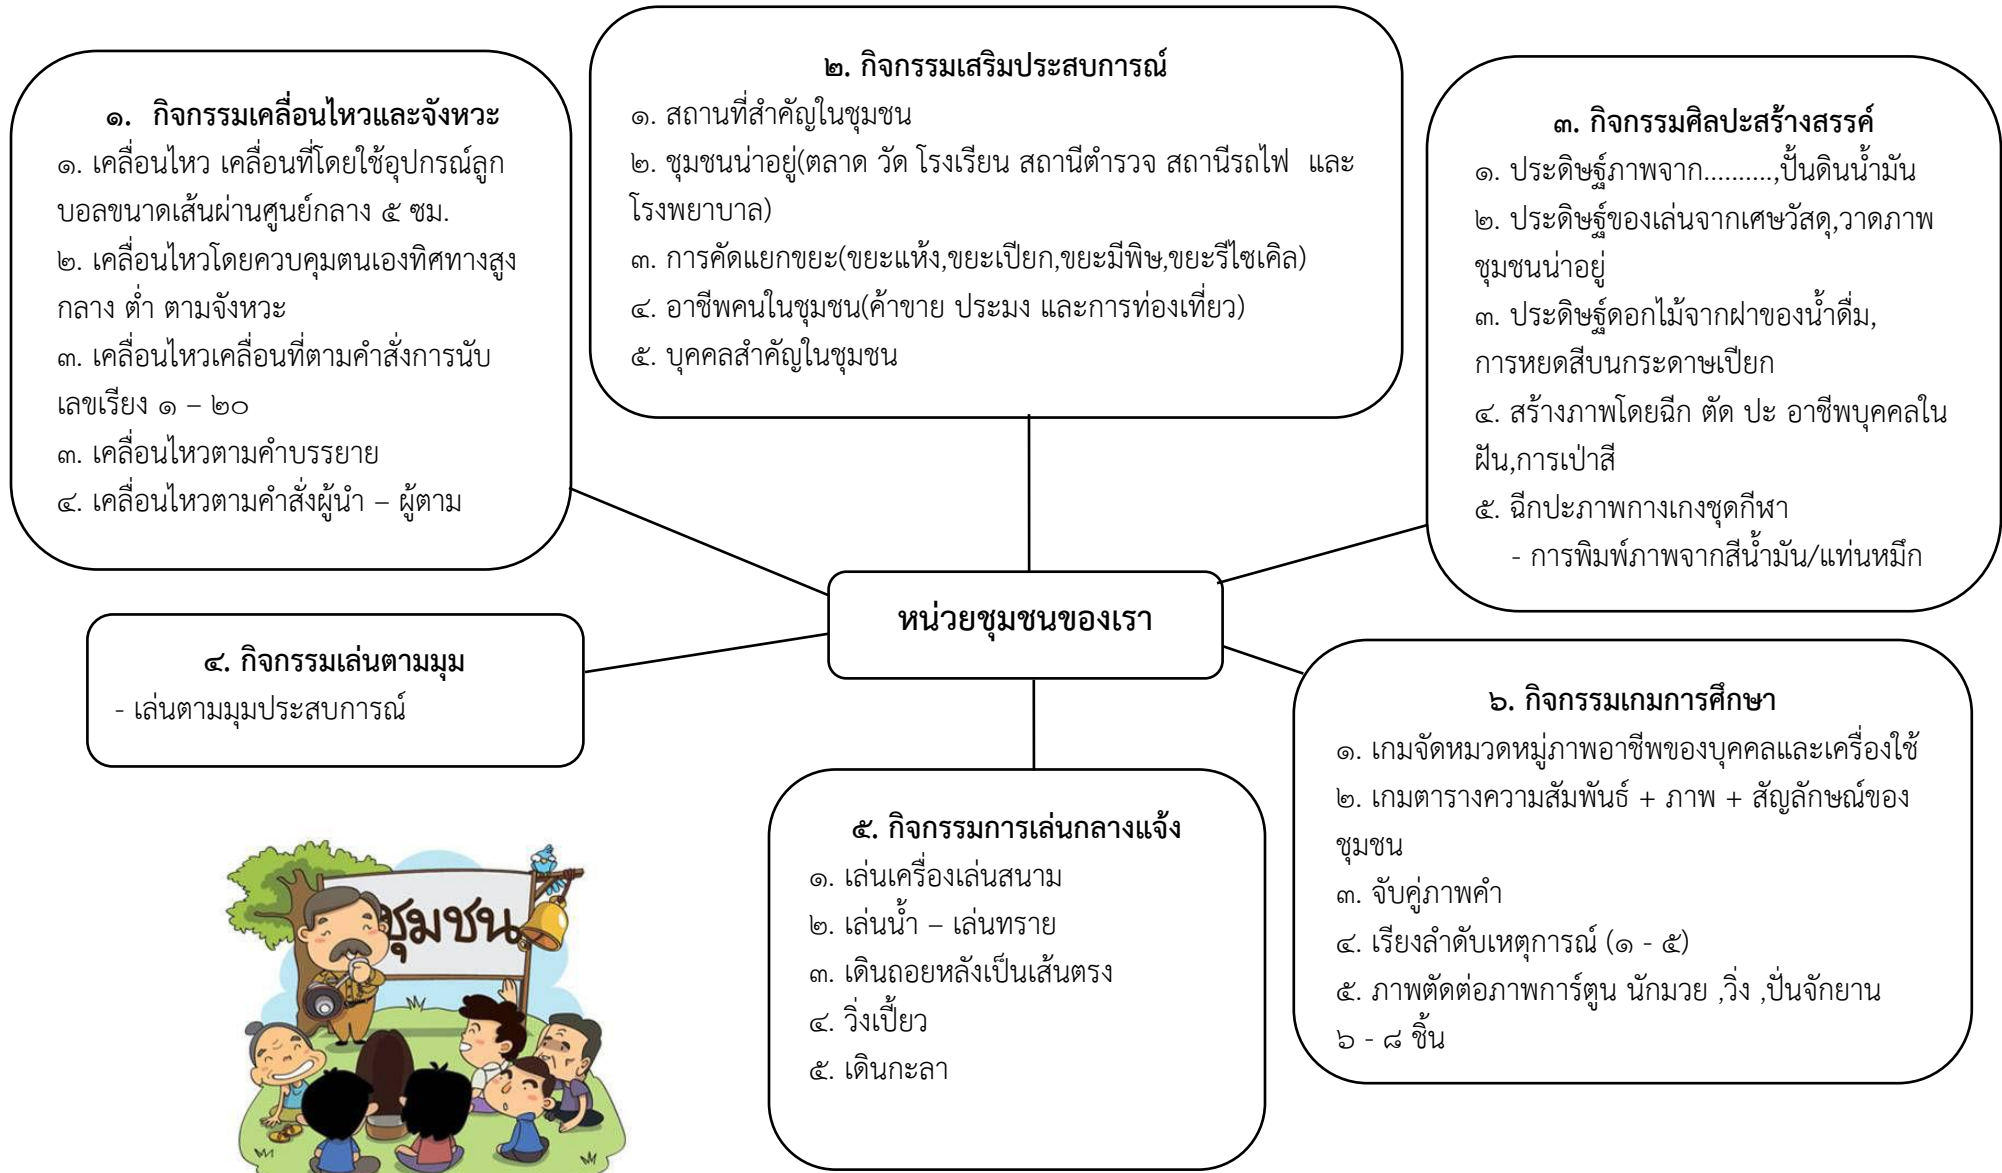 ๑. กิจกรรมเคลื่อนไหวและจังหวะ
๑. เคลื่อนไหว เคลื่อนที่โดยใช้อุปกรณ์ลูก
บอลขนาดเส้นผ่านศูนย์กลาง ๕ ซม.
๒. เคลื่อนไหวโดยควบคุมตนเองทิศทางสูง
กลาง ต่ำ ตามจังหวะ
๓. เคลื่อนไหวเคลื่อนที่ตามคำสั่งการนับ
เลขเรียง ๑ – ๒๐
๓. เคลื่อนไหวตามคำบรรยาย
๔. เคลื่อนไหวตามคำสั่งผู้นำ – ผู้ตาม
๒. กิจกรรมเสริมประสบการณ์
๑. สถานที่สำคัญในชุมชน
๒. ชุมชนน่าอยู่(ตลาด วัด โรงเรียน สถานีตำรวจ สถานีรถไฟ และ
โรงพยาบาล)
๓. การคัดแยกขยะ(ขยะแห้ง,ขยะเปียก,ขยะมีพิษ,ขยะรีไซเคิล)
๔. อาชีพคนในชุมชน(ค้าขาย ประมง และการท่องเที่ยว)
๕. บุคคลสำคัญในชุมชน
๓. กิจกรรมศิลปะสร้างสรรค์
๑. ประดิษฐ์ภาพจาก..........,ปั้นดินน้ำมัน
๒. ประดิษฐ์ของเล่นจากเศษวัสดุ,วาดภาพ
ชุมชนน่าอยู่
๓. ประดิษฐ์ดอกไม้จากฝาของน้ำดื่ม,
การหยดสีบนกระดาษเปียก
๔. สร้างภาพโดยฉีก ตัด ปะ อาชีพบุคคลใน
ฝัน,การเป่าสี
๕. ฉีกปะภาพกางเกงชุดกีฬา
- การพิมพ์ภาพจากสีน้ำมัน/แท่นหมึก
หน่วยชุมชนของเรา
๔. กิจกรรมเล่นตามมุม
- เล่นตามมุมประสบการณ์
๕. กิจกรรมการเล่นกลางแจ้ง
๑. เล่นเครื่องเล่นสนาม
๒. เล่นน้ำ – เล่นทราย
๓. เดินถอยหลังเป็นเส้นตรง
๔. วิ่งเปี้ยว
๕. เดินกะลา
๖. กิจกรรมเกมการศึกษา
๑. เกมจัดหมวดหมู่ภาพอาชีพของบุคคลและเครื่องใช้
๒. เกมตารางความสัมพันธ์ + ภาพ + สัญลักษณ์ของ
ชุมชน
๓. จับคู่ภาพคำ
๔. เรียงลำดับเหตุการณ์ (๑ - ๕)
๕. ภาพตัดต่อภาพการ์ตูน นักมวย ,วิ่ง ,ปั่นจักยาน
๖ - ๘ ชิ้น
ชุมชน